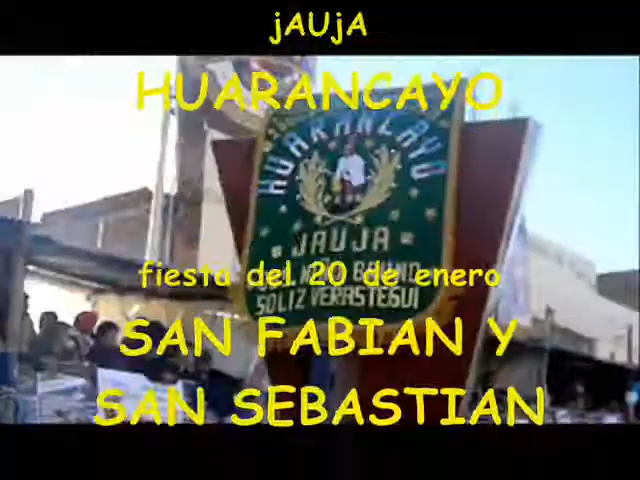 jAUjA
HUARANCAYO
HUARANCAYO
JAUJA
fiesta del 20 de enero
SOLIZ VERASTEGUI
SAN FABIAN Y
SAN SEBASTIAN